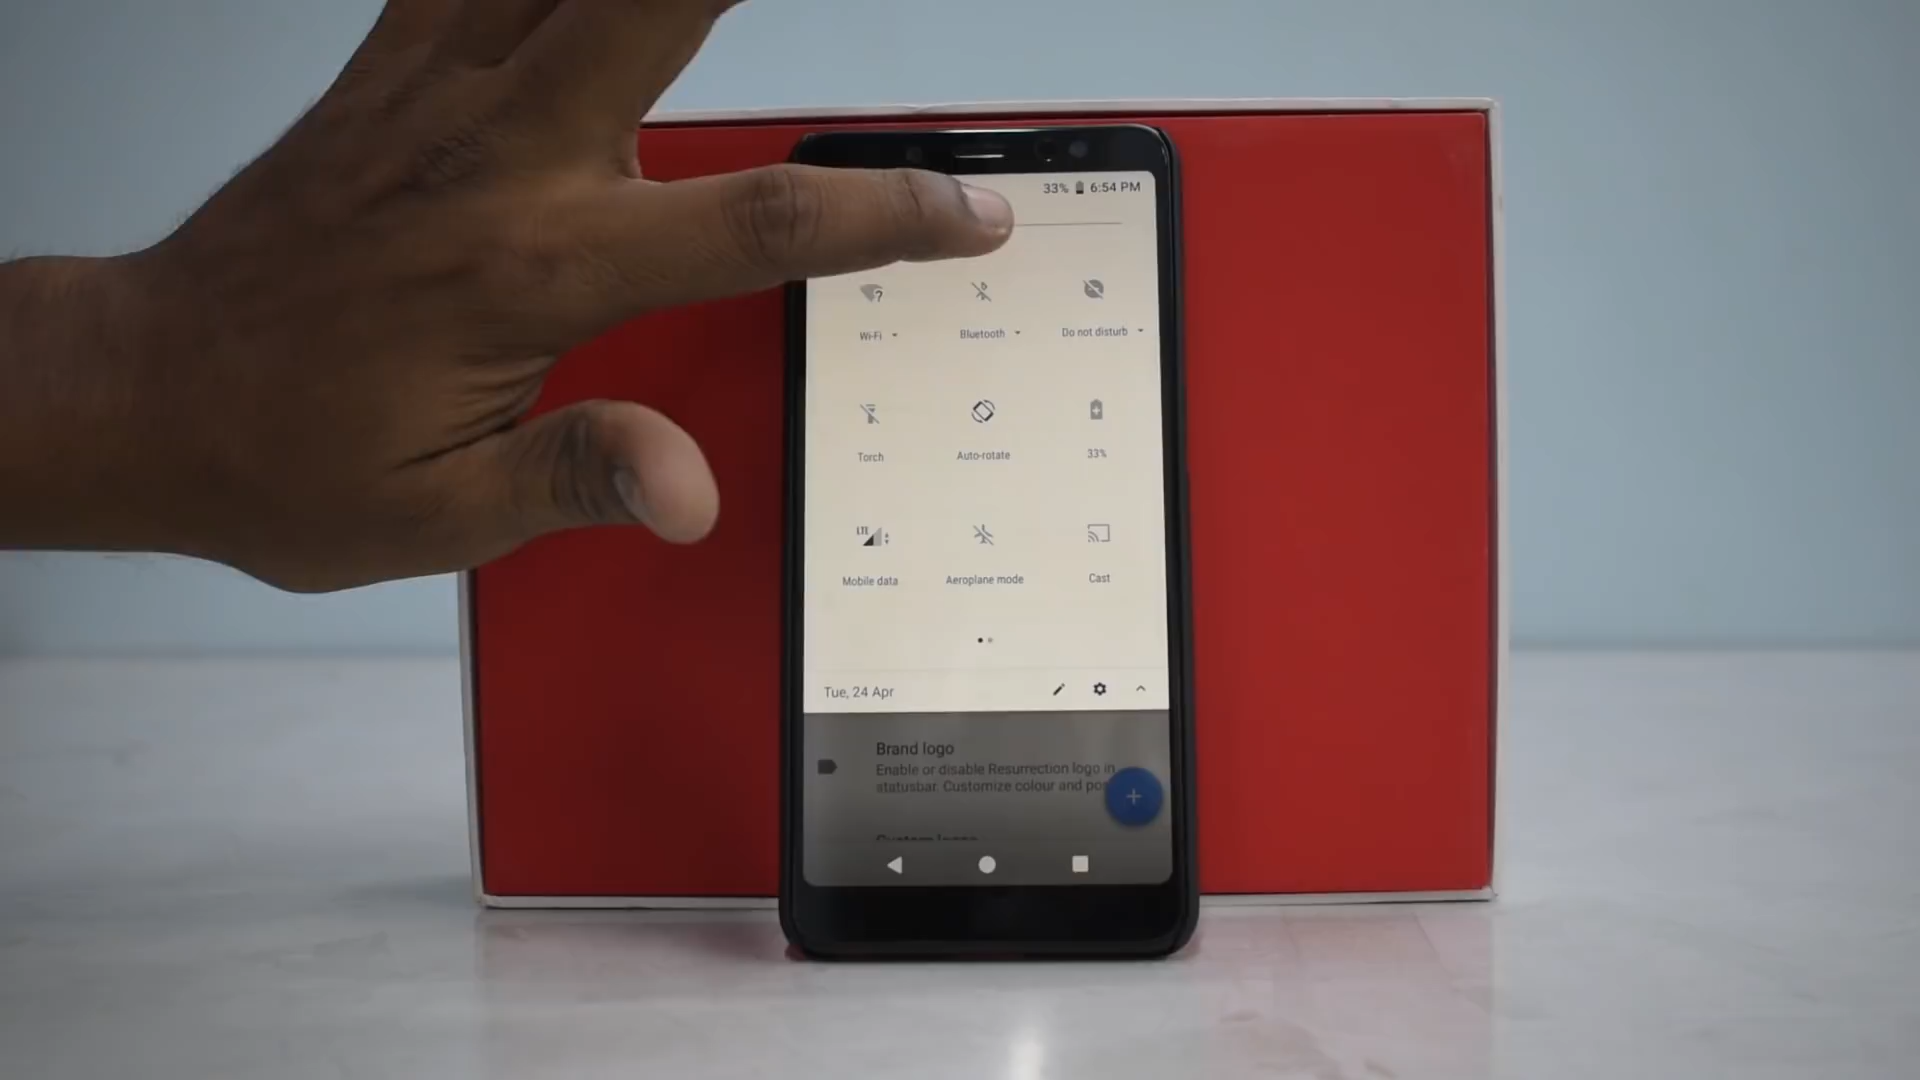 33% 6:54 PM
Wi-Fi Bluetooth Do not disturb
Torch Auto-rotate 33%
LTE
Mobile data Aeroplane mode Cast
Tue, 24 Apr
Brand logo
Enable or disable Resurrection logo in
statusbar. Customize colour and